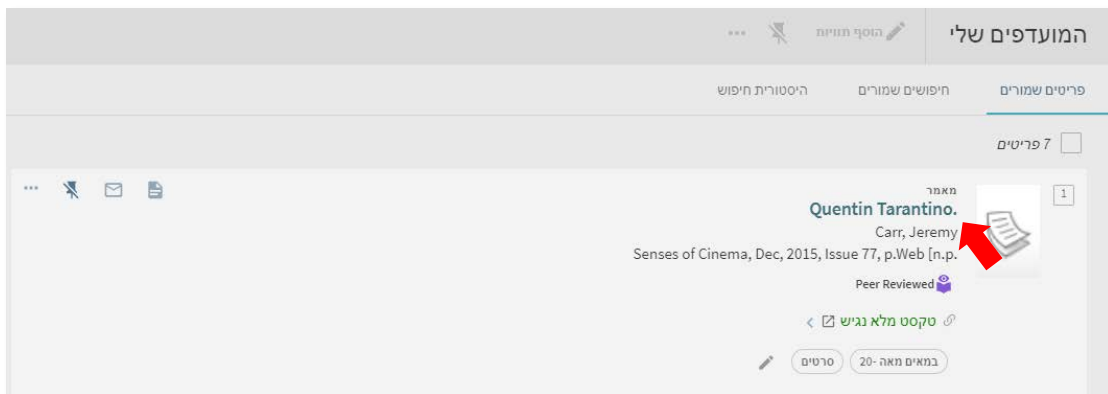 המועדפים שלי
הוסף תוויות
פריטים שמורים
חיפושים שמורים
היסטורית חיפוש
7 פריטים
1
מאמר
Quentin Tarantino.
Carr, Jeremy
Senses of Cinema, Dec, 2015, Issue 77, p.Web [n.p.
Peer Reviewed
טקסט מלא נגיש
במאים מאה -20
סרטים